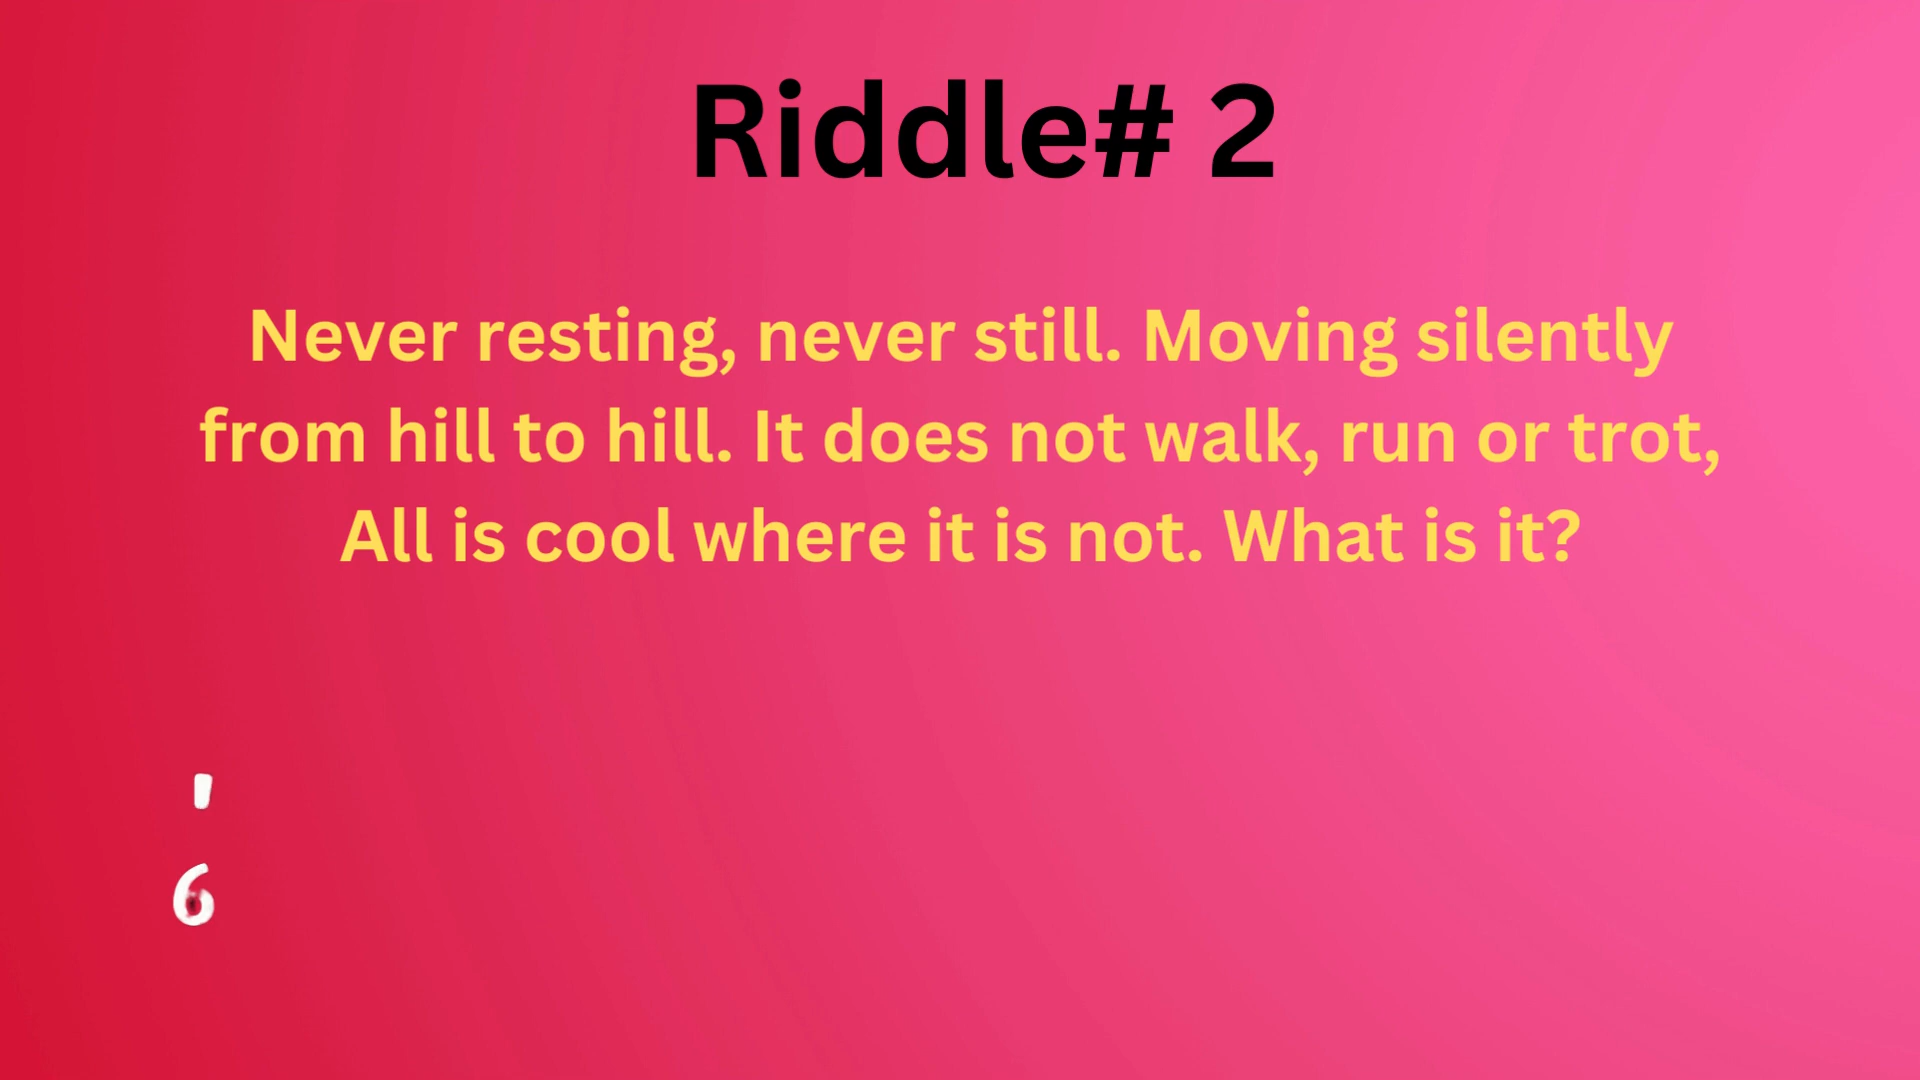 Riddle# 2
Never resting, never still. Moving silently
from hill to hill. It does not walk, run or trot,
All is cool where it is not. What is it?
6